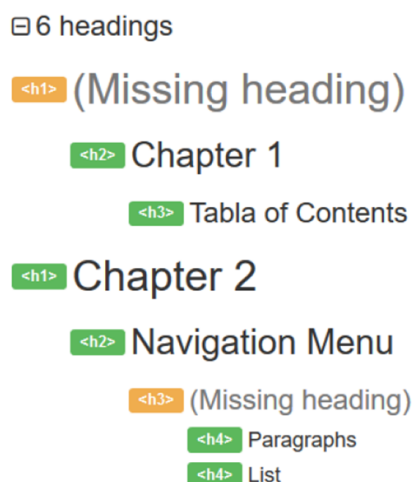 6 headings
<h1> (Missing heading)
<h2> Chapter 1
<h3> Tabla of Contents
<h1> Chapter 2
<h2> Navigation Menu
<h3> (Missing heading)
<h4> Paragraphs
<h4> List